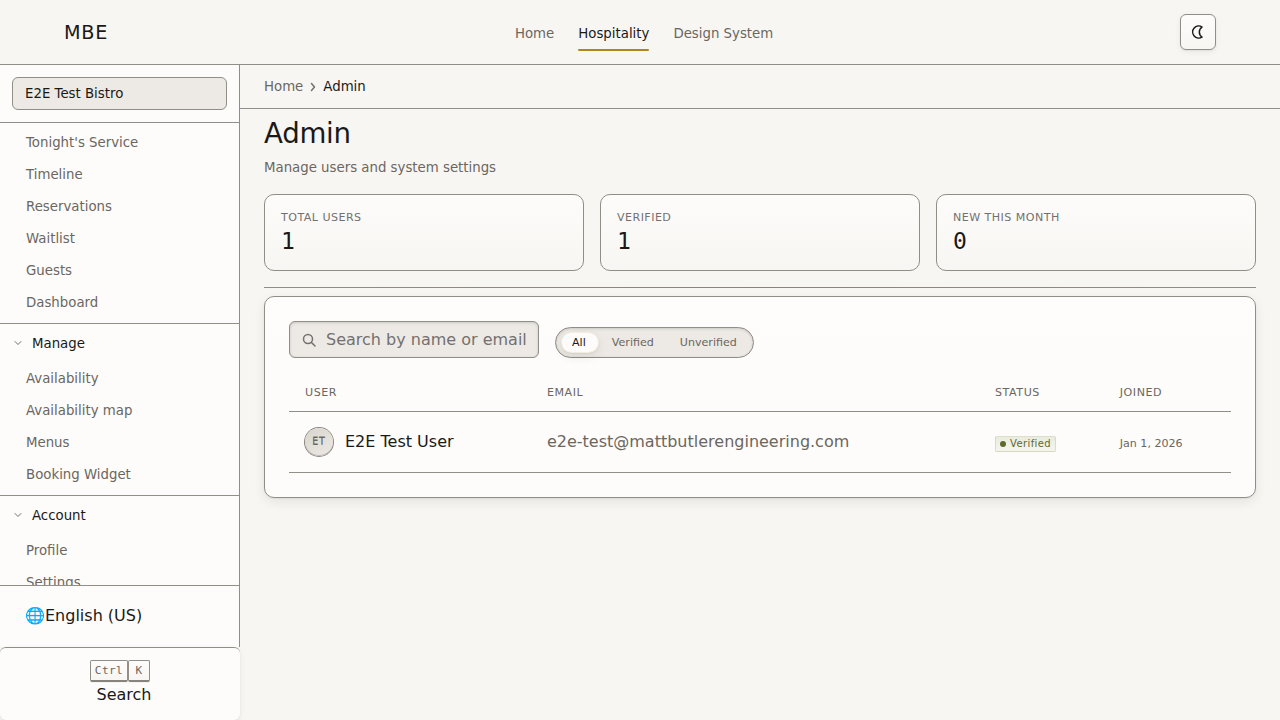 MBE
Home
Hospitality
Design System
E2E Test Bistro
Tonight's Service
Timeline
Reservations
Waitlist
Guests
Dashboard
Manage
Availability
Availability map
Menus
Booking Widget
Account
Profile
Settings
English (US)
Ctrl K
Search
Home
Admin
Admin
Manage users and system settings
TOTAL USERS
1
VERIFIED
1
NEW THIS MONTH
0
Search by name or email
All
Verified
Unverified
USER EMAIL STATUS JOINED
ET E2E Test User e2e-test@mattbutlerengineering.com Verified Jan 1, 2026